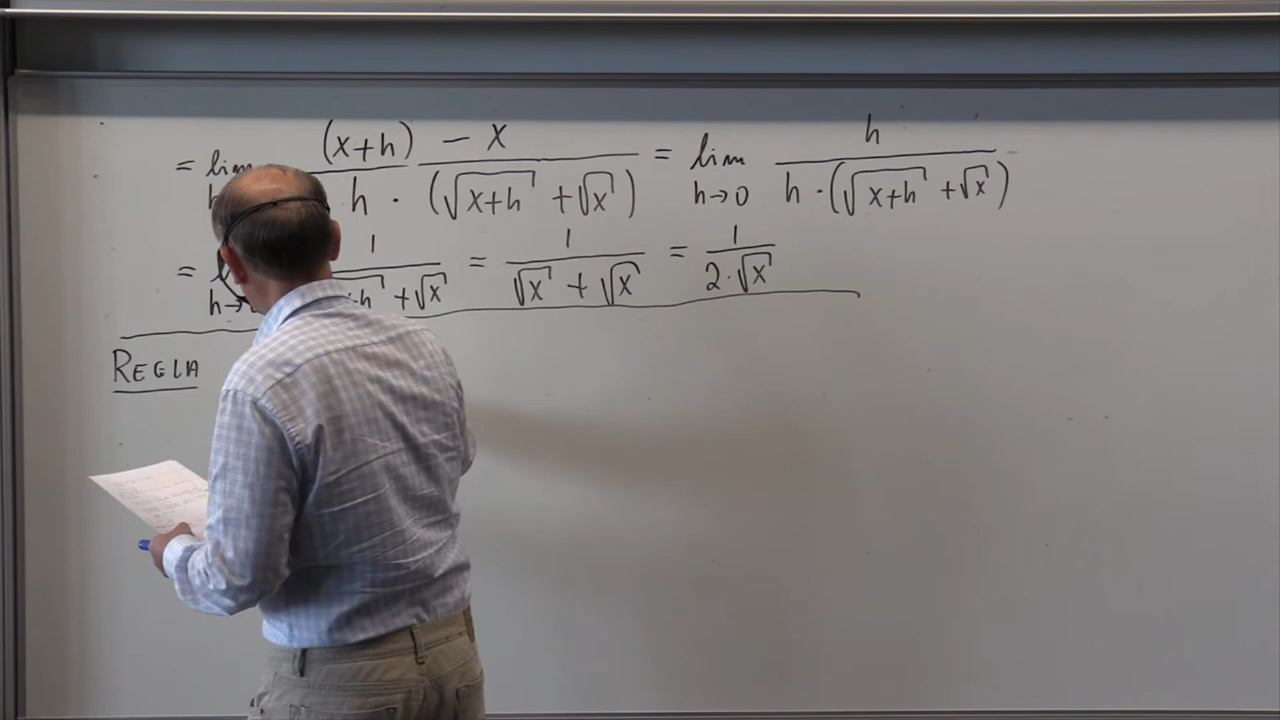 = lim (x+h) - x / h · (√x+h + √x) = lim h→0 h / h · (√x+h + √x)
= h→ 1 / +h + √x = 1 / √x + √x = 1 / 2·√x
REGLA